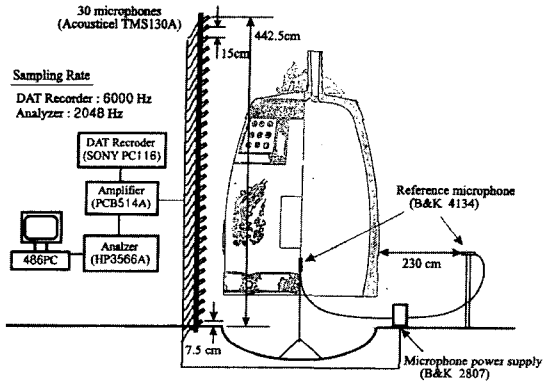 30 microphones
(Acousticel TMS130A)
442.5cm
15cm
Sampling Rate
DAT Recorder : 6000 Hz
Analyzer : 2048 Hz
DAT Recroder
(SONY PC116)
Amplifier
(PCB514A)
Analzer
(HP3566A)
486PC
Reference microphone
(B&K 4134)
230 cm
7.5 cm
Microphone power supply
(B&K 2807)